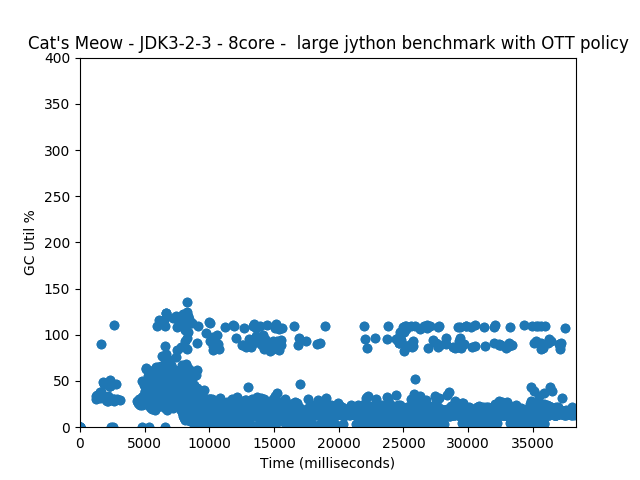 Cat's Meow - JDK3-2-3 - 8core -  large jython benchmark with OTT policy
400
350
300
250
200
150
100
50
0
GC Util %
0 5000 10000 15000 20000 25000 30000 35000
Time (milliseconds)